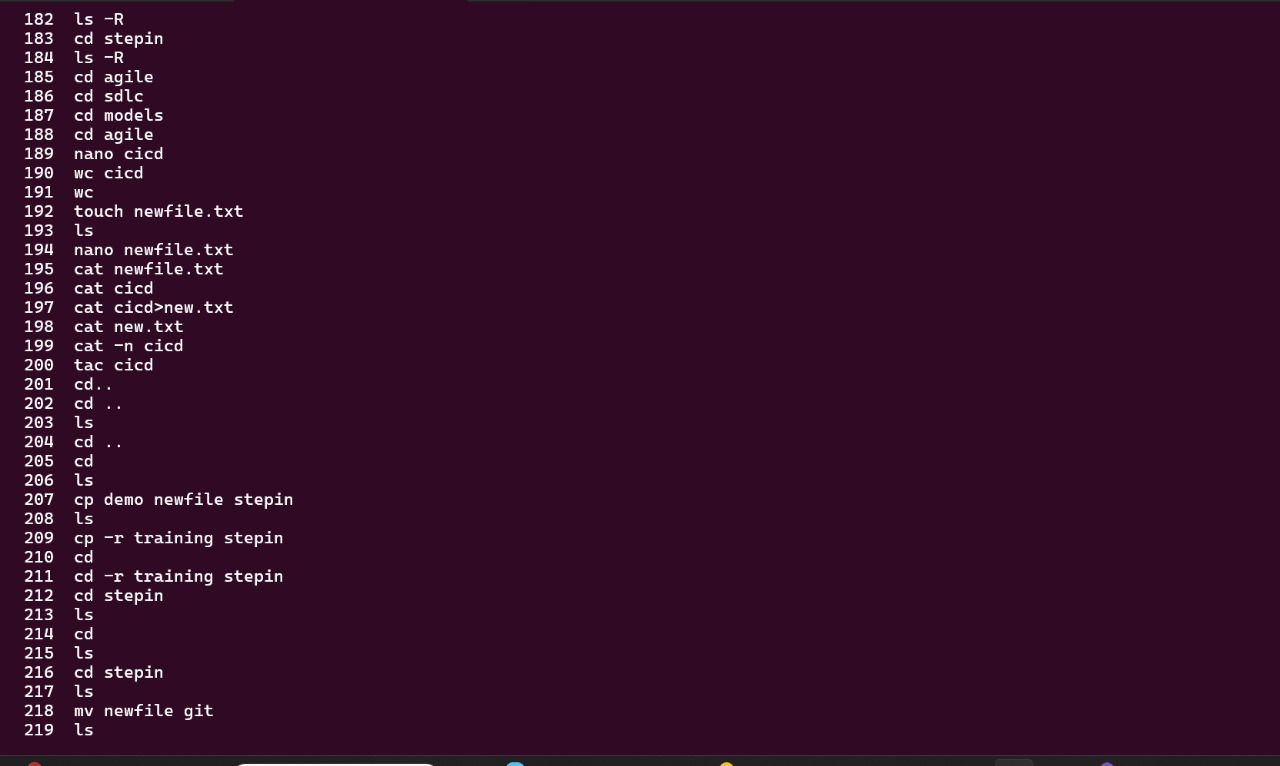 182 ls -R
183 cd stepin
184 ls -R
185 cd agile
186 cd sdlc
187 cd models
188 cd agile
189 nano cicd
190 wc cicd
191 wc
192 touch newfile.txt
193 ls
194 nano newfile.txt
195 cat newfile.txt
196 cat cicd
197 cat cicd>new.txt
198 cat new.txt
199 cat -n cicd
200 tac cicd
201 cd..
202 cd ..
203 ls
204 cd ..
205 cd
206 ls
207 cp demo newfile stepin
208 ls
209 cp -r training stepin
210 cd
211 cd -r training stepin
212 cd stepin
213 ls
214 cd
215 ls
216 cd stepin
217 ls
218 mv newfile git
219 ls